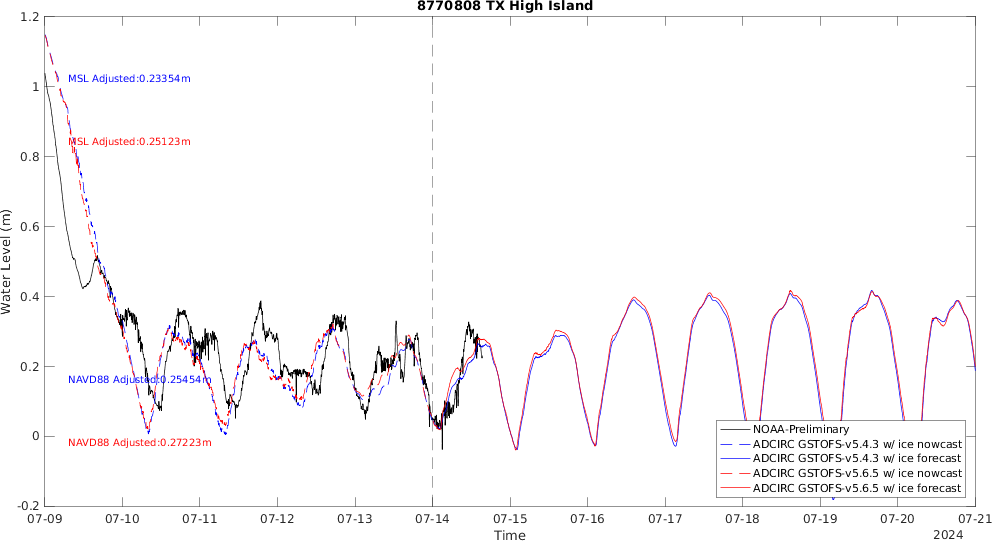 8770808 TX High Island
1.2
1
0.8
0.6
0.4
0.2
0
-0.2
Water Level (m)
MSL Adjusted:0.23354m
MSL Adjusted:0.25123m
NAVD88 Adjusted:0.25454m
NAVD88 Adjusted:0.27223m
NOAA-Preliminary
ADCIRC GSTOFS-v5.4.3 w/ ice nowcast
ADCIRC GSTOFS-v5.4.3 w/ ice forecast
ADCIRC GSTOFS-v5.6.5 w/ ice nowcast
ADCIRC GSTOFS-v5.6.5 w/ ice forecast
07-09 07-10 07-11 07-12 07-13 07-14 07-15 07-16 07-17 07-18 07-19 07-20 07-21
Time
2024